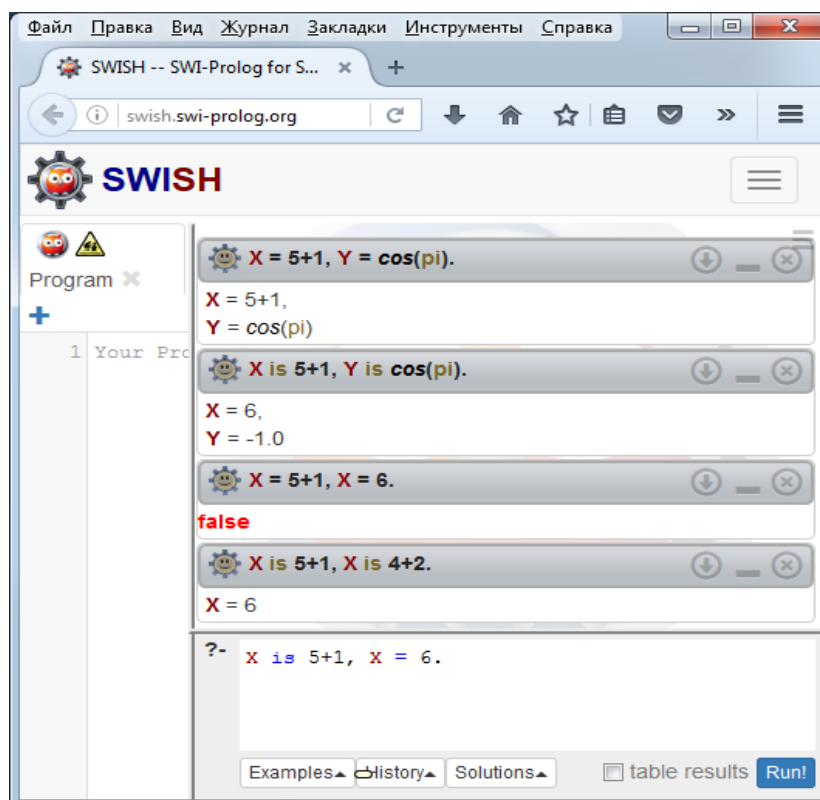 Файл Правка Вид Журнал Закладки Инструменты Справка
SWISH -- SWI-Prolog for S...
swish.swi-prolog.org
SWISH
Program
X = 5+1, Y = cos(pi).
X = 5+1,
Y = cos(pi)
1 Your Pro
X is 5+1, Y is cos(pi).
X = 6,
Y = -1.0
X = 5+1, X = 6.
false
X is 5+1, X is 4+2.
X = 6
?- X is 5+1, X = 6.
Examples History Solutions table results Run!